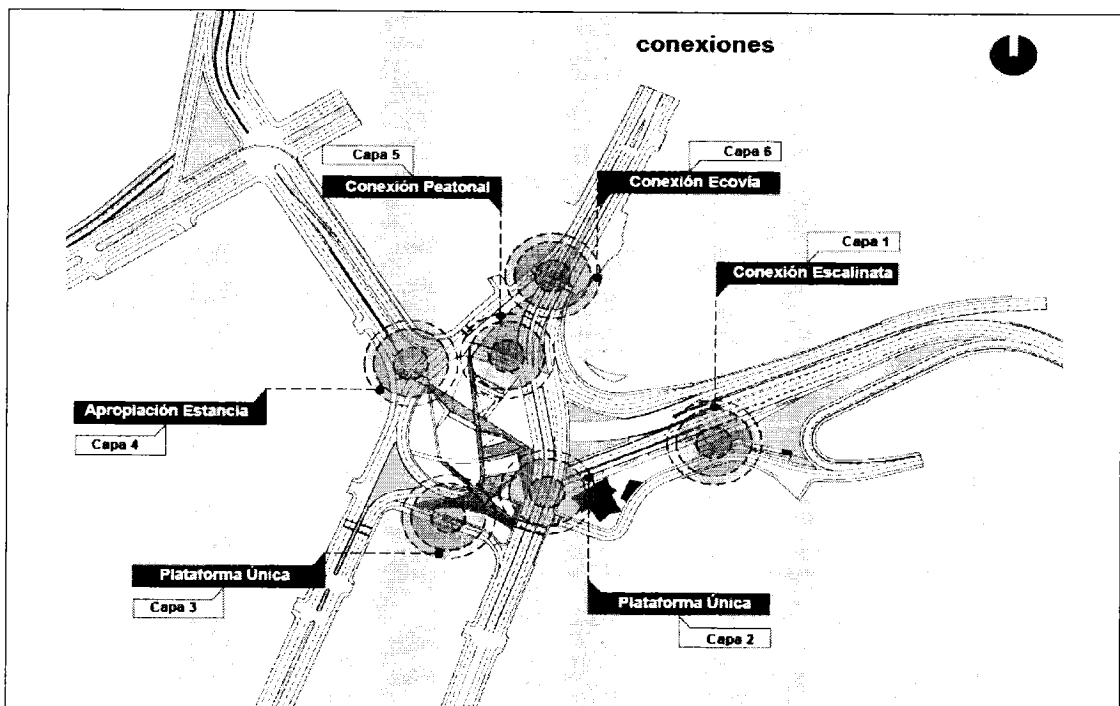 conexiones
Capa 5
Conexión Peatonal
Capa 6
Conexión Ecovía
Capa 1
Conexión Escalinata
Apropiación Estancia
Capa 4
Plataforma Única
Capa 3
Plataforma Única
Capa 2